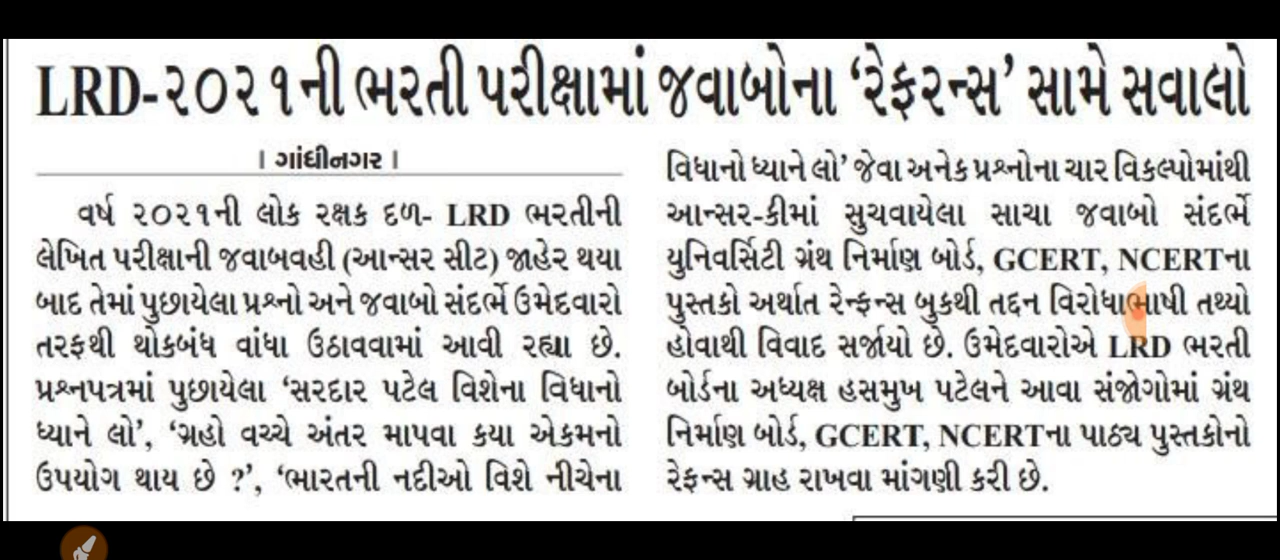 LRD-૨૦૨૧ની ભરતી પરીક્ષામાં જવાબોના ‘રેફરન્સ’ સામે સવાલો
। ગાંધીનગર ।
વર્ષ ૨૦૨૧ની લોક રક્ષક દળ- LRD ભરતીની
લેખિત પરીક્ષાની જવાબવહી (આન્સર સીટ) જાહેર થયા
બાદ તેમાં પુછાયેલા પ્રશ્નો અને જવાબો સંદર્ભે ઉમેદવારો
તરફથી થોકબંધ વાંધા ઉઠાવવામાં આવી રહ્યા છે.
પ્રશ્નપત્રમાં પુછાયેલા ‘સરદાર પટેલ વિશેના વિધાનો
ધ્યાને લો’, ‘ગ્રહો વચ્ચે અંતર માપવા કયા એકમનો
ઉપયોગ થાય છે ?’, ‘ભારતની નદીઓ વિશે નીચેના
વિધાનો ધ્યાને લો’ જેવા અનેક પ્રશ્નોના ચાર વિકલ્પોમાંથી
આન્સર-કીમાં સુચવાયેલા સાચા જવાબો સંદર્ભે
યુનિવર્સિટી ગ્રંથ નિર્માણ બોર્ડ, GCERT, NCERTના
પુસ્તકો અર્થાત રેન્ફન્સ બુકથી તદ્દન વિરોધાભાષી તથ્યો
હોવાથી વિવાદ સર્જાયો છે. ઉમેદવારોએ LRD ભરતી
બોર્ડના અધ્યક્ષ હસમુખ પટેલને આવા સંજોગોમાં ગ્રંથ
નિર્માણ બોર્ડ, GCERT, NCERTના પાઠ્ય પુસ્તકોનો
રેફન્સ ગ્રાહ રાખવા માંગણી કરી છે.